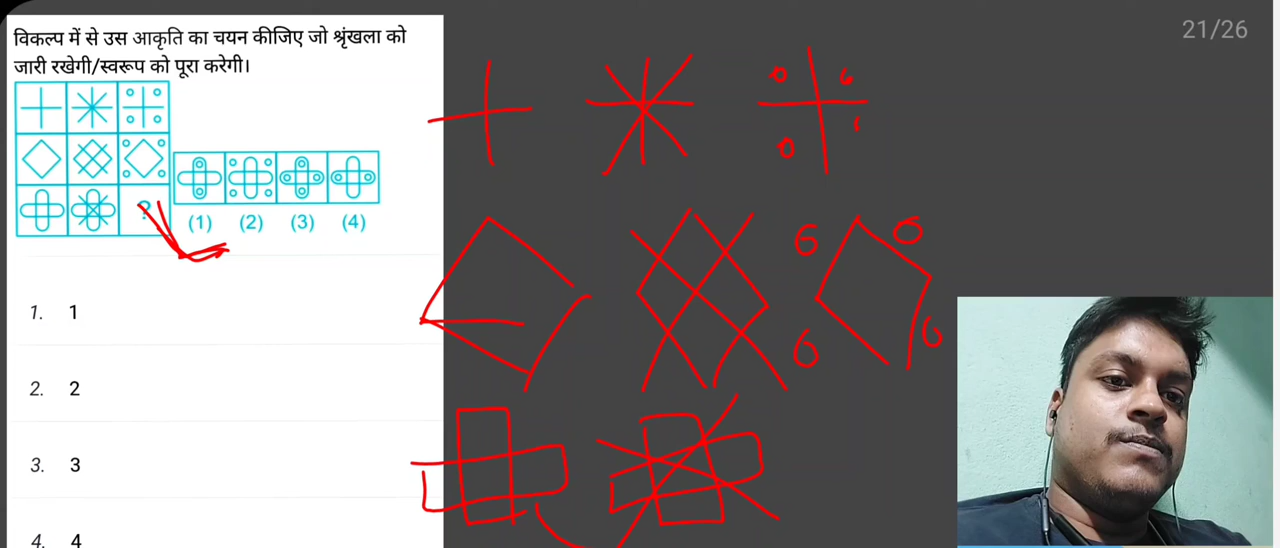 21/26
विकल्प में से उस आकृति का चयन कीजिए जो श्रृंखला को
जारी रखेगी/स्वरूप को पूरा करेगी।
?
(1) (2) (3) (4)
1. 1
2. 2
3. 3
4. 4